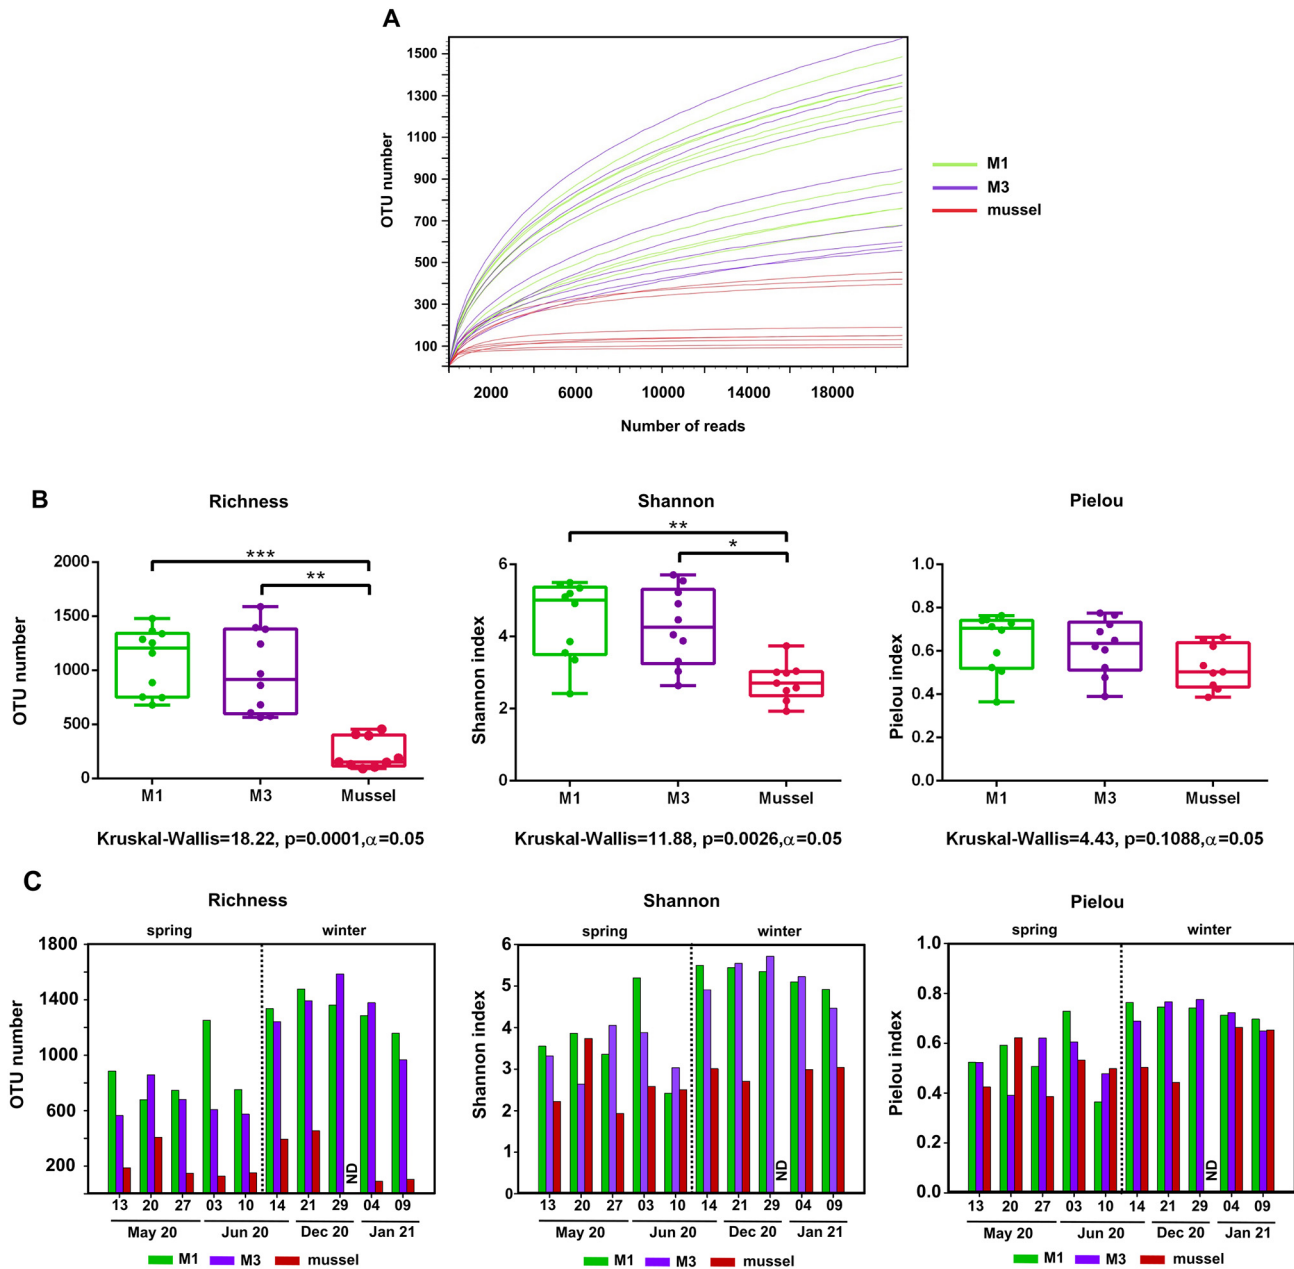 A
1500
1300
1100
900
700
500
300
100
OTU number
2000 6000 10000 14000 18000
Number of reads
M1
M3
mussel
B
Richness
***
**
2000
1500
1000
500
0
OTU number
M1 M3 Mussel
Kruskal-Wallis=18.22, p=0.0001,α=0.05
Shannon
**
*
6
4
2
0
Shannon index
M1 M3 Mussel
Kruskal-Wallis=11.88, p=0.0026,α=0.05
Pielou
1.0
0.8
0.6
0.4
0.2
0.0
Pielou index
M1 M3 Mussel
Kruskal-Wallis=4.43, p=0.1088,α=0.05
C
Richness
spring winter
1800
1400
1000
600
200
OTU number
ND
13 20 27 03 10 14 21 29 04 09
May 20 Jun 20 Dec 20 Jan 21
M1 M3 mussel
Shannon
spring winter
6
5
4
3
2
1
0
Shannon index
ND
13 20 27 03 10 14 21 29 04 09
May 20 Jun 20 Dec 20 Jan 21
M1 M3 mussel
Pielou
spring winter
1.0
0.8
0.6
0.4
0.2
0.0
Pielou index
ND
13 20 27 03 10 14 21 29 04 09
May 20 Jun 20 Dec 20 Jan 21
M1 M3 mussel